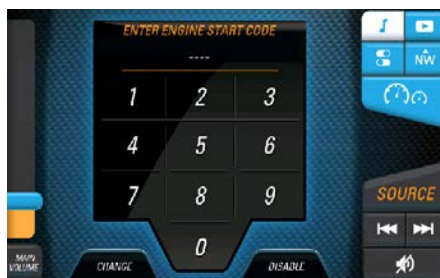 ENTER ENGINE START CODE
----
1 2 3
4 5 6
7 8 9
0
CHANGE
DISABLE
MAIN
VOLUME
NW
SOURCE